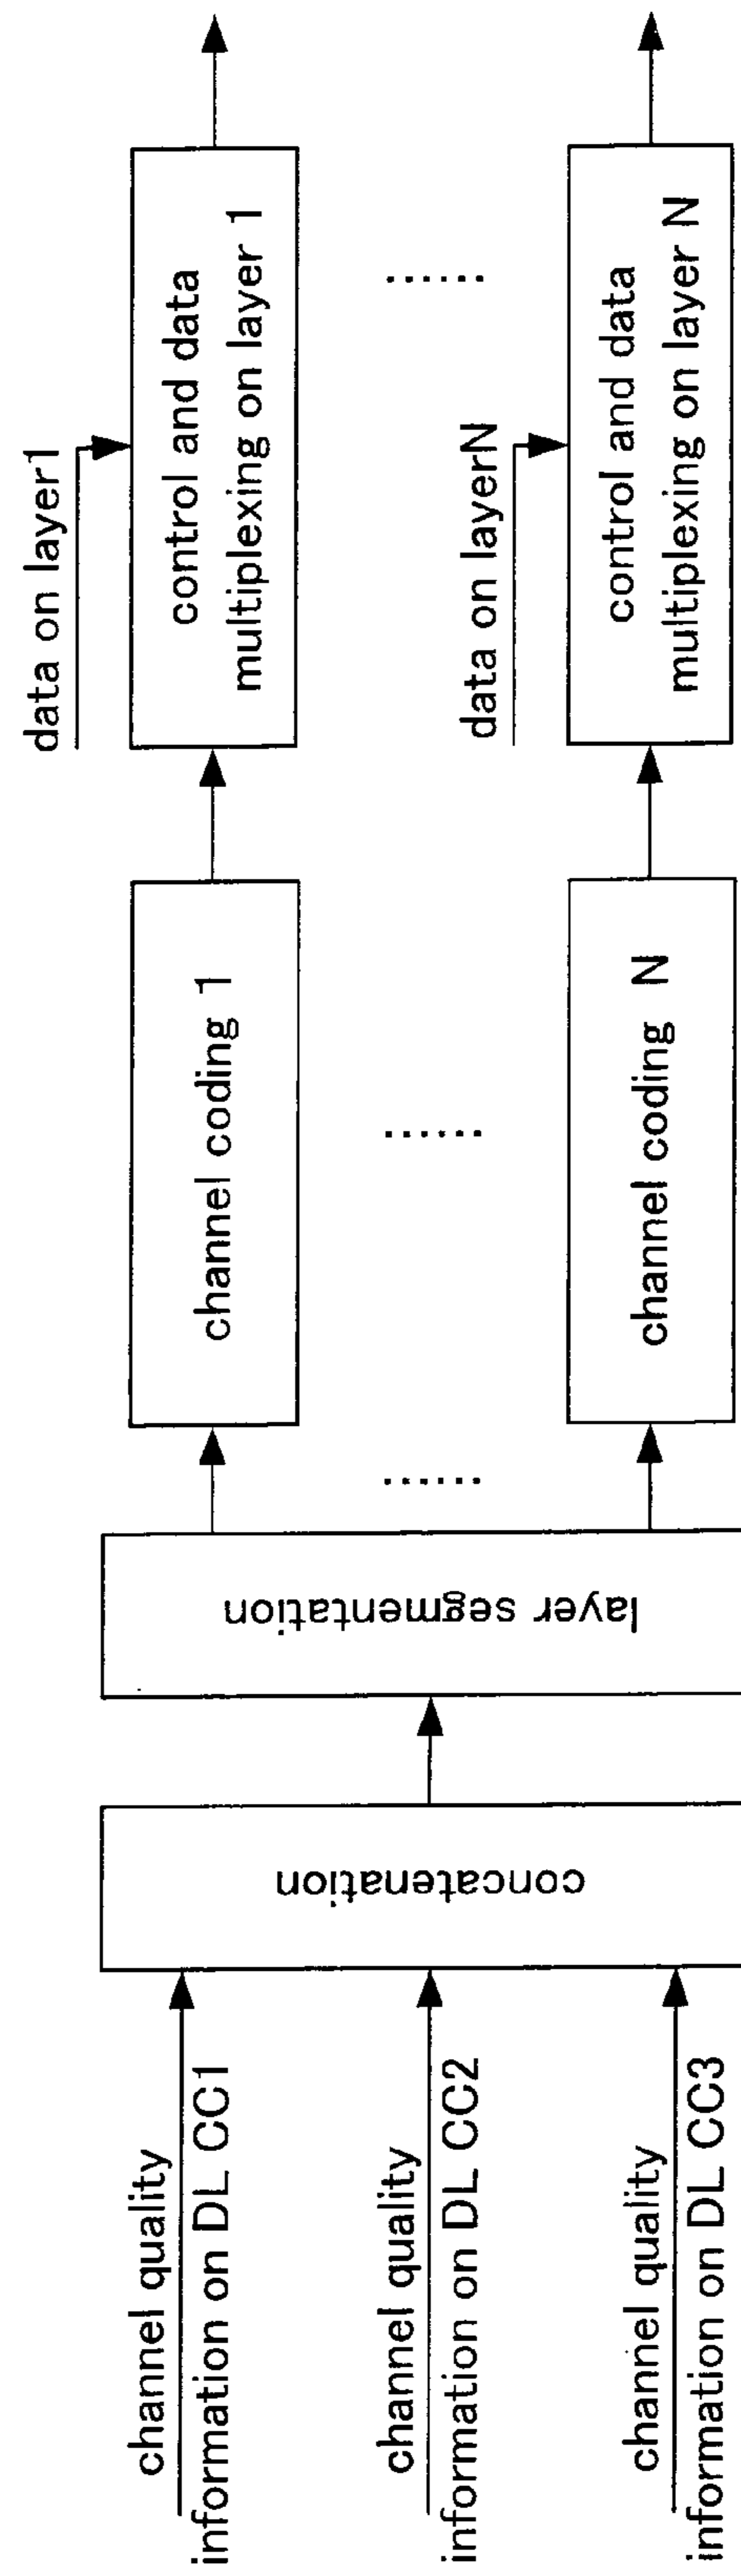 channel quality
information on DL CC1
channel quality
information on DL CC2
channel quality
information on DL CC3
concatenation
layer segmentation
......
channel coding 1
......
channel coding N
data on layer1
control and data
multiplexing on layer 1
......
data on layerN
control and data
multiplexing on layer N